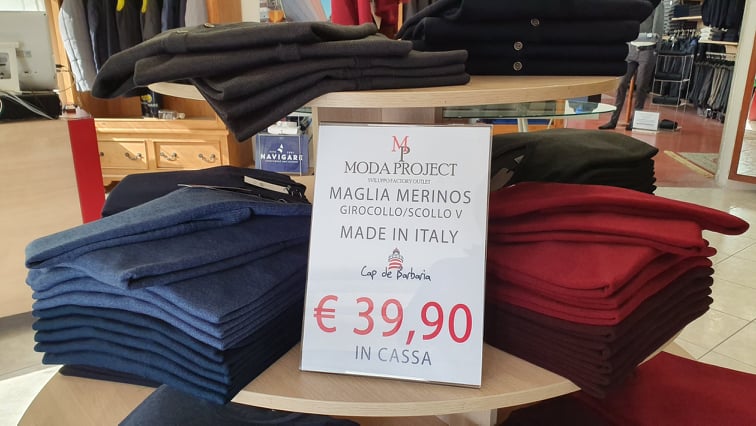 MP
MODA PROJECT
SVILUPPO FACTORY OUTLET
MAGLIA MERINOS
GIROCOLLO/SCOLLO V
MADE IN ITALY
Cap de Barbaria
€ 39,90
IN CASSA
NAVIGARE